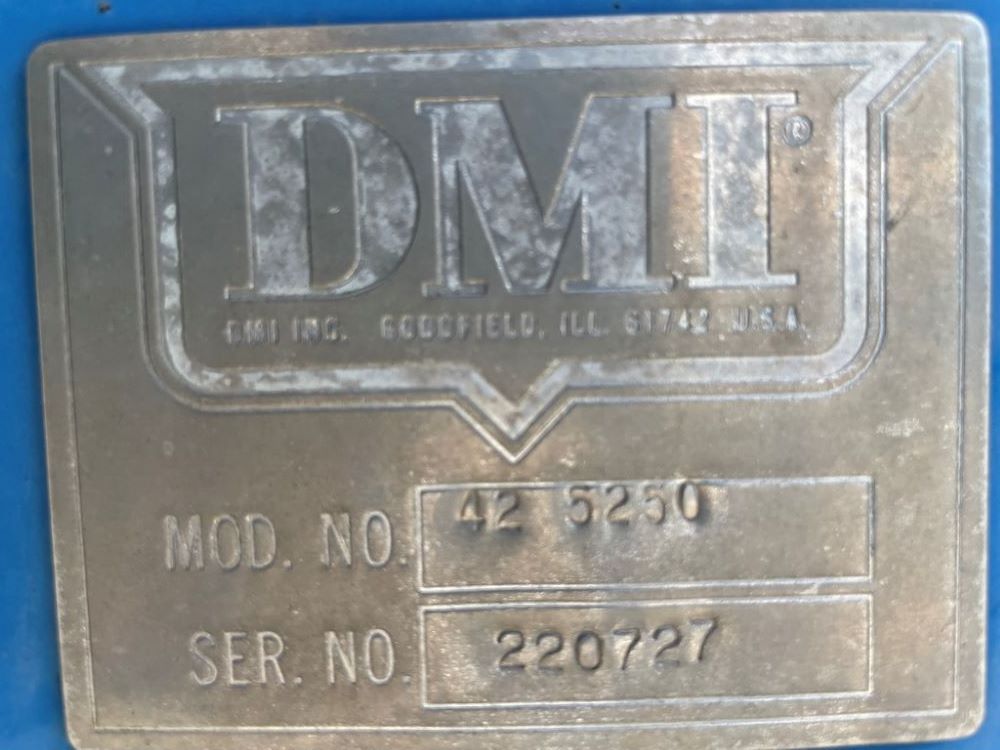 DMI®
DMI INC. GOODFIELD, ILL. 61742 U.S.A.
MOD. NO. 42 5250
SER. NO. 220727